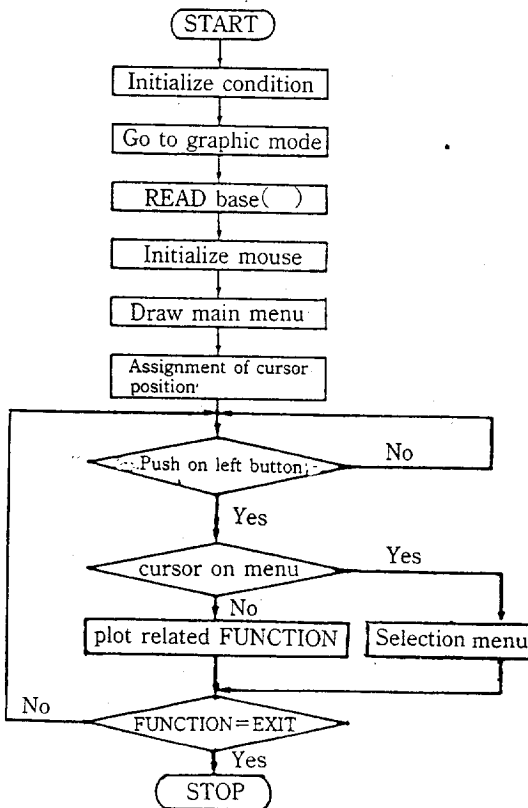 START
Initialize condition
Go to graphic mode
READ base( )
Initialize mouse
Draw main menu
Assignment of cursor
position
Push on left button
No
Yes
cursor on menu
Yes
No
plot related FUNCTION
Selection menu
No
FUNCTION=EXIT
Yes
STOP